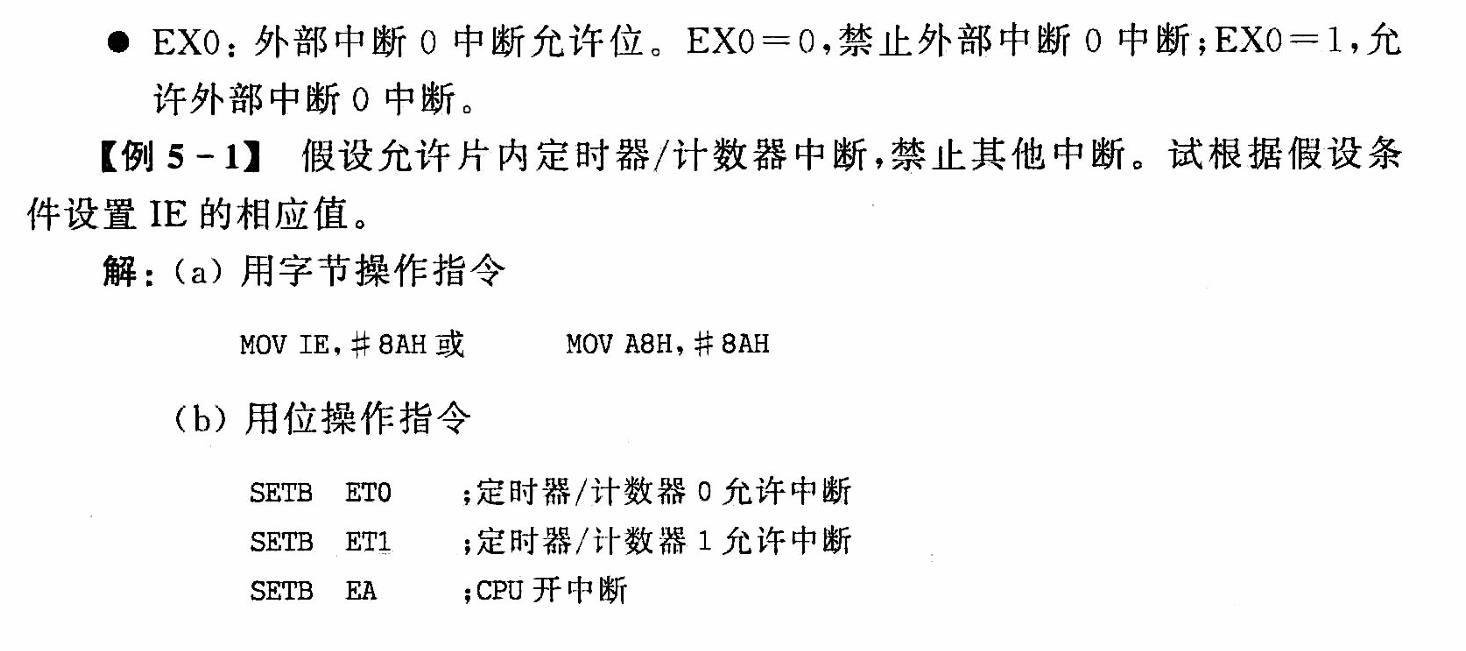 ● EX0：外部中断 0 中断允许位。EX0＝0，禁止外部中断 0 中断；EX0＝1，允
许外部中断 0 中断。
【例 5－1】 假设允许片内定时器/计数器中断，禁止其他中断。试根据假设条
件设置 IE 的相应值。
解：（a）用字节操作指令
MOV IE，＃8AH 或 MOV A8H，＃8AH
（b）用位操作指令
SETB ET0 ；定时器/计数器 0 允许中断
SETB ET1 ；定时器/计数器 1 允许中断
SETB EA ；CPU 开中断